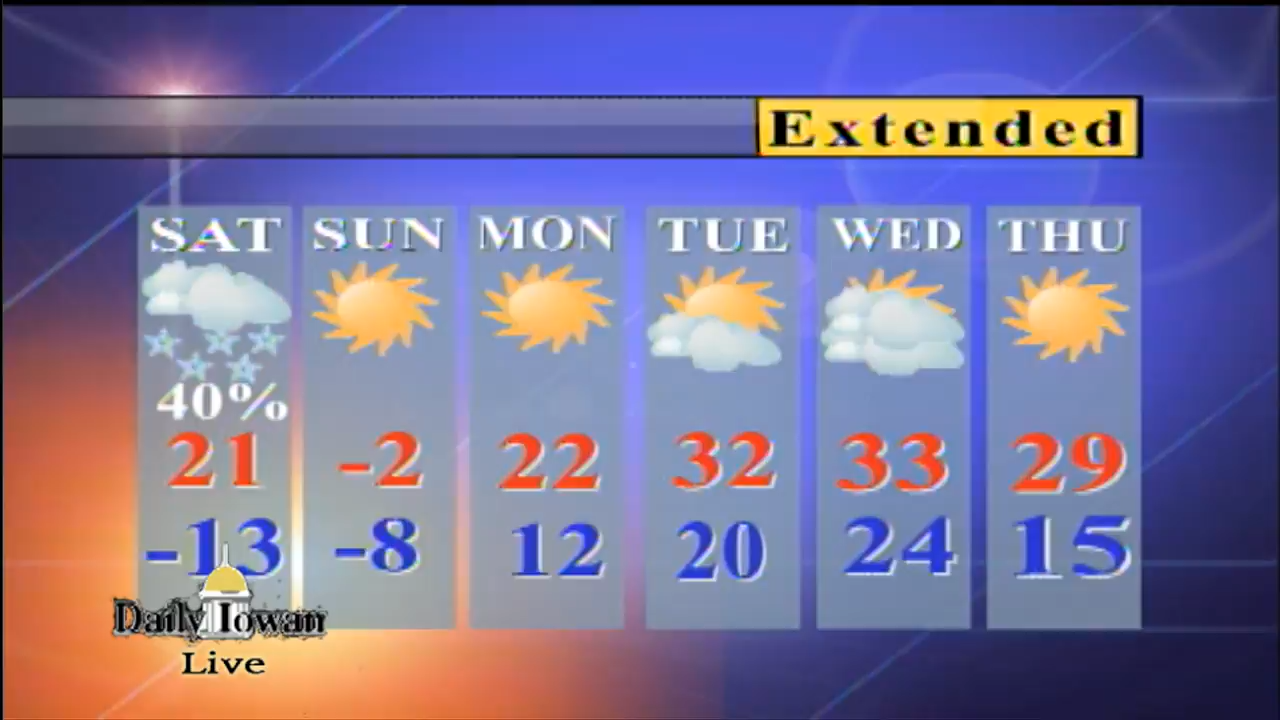 Extended
SAT SUN MON TUE WED THU
40%
21 -2 22 32 33 29
-13 -8 12 20 24 15
Daily Iowan
Live